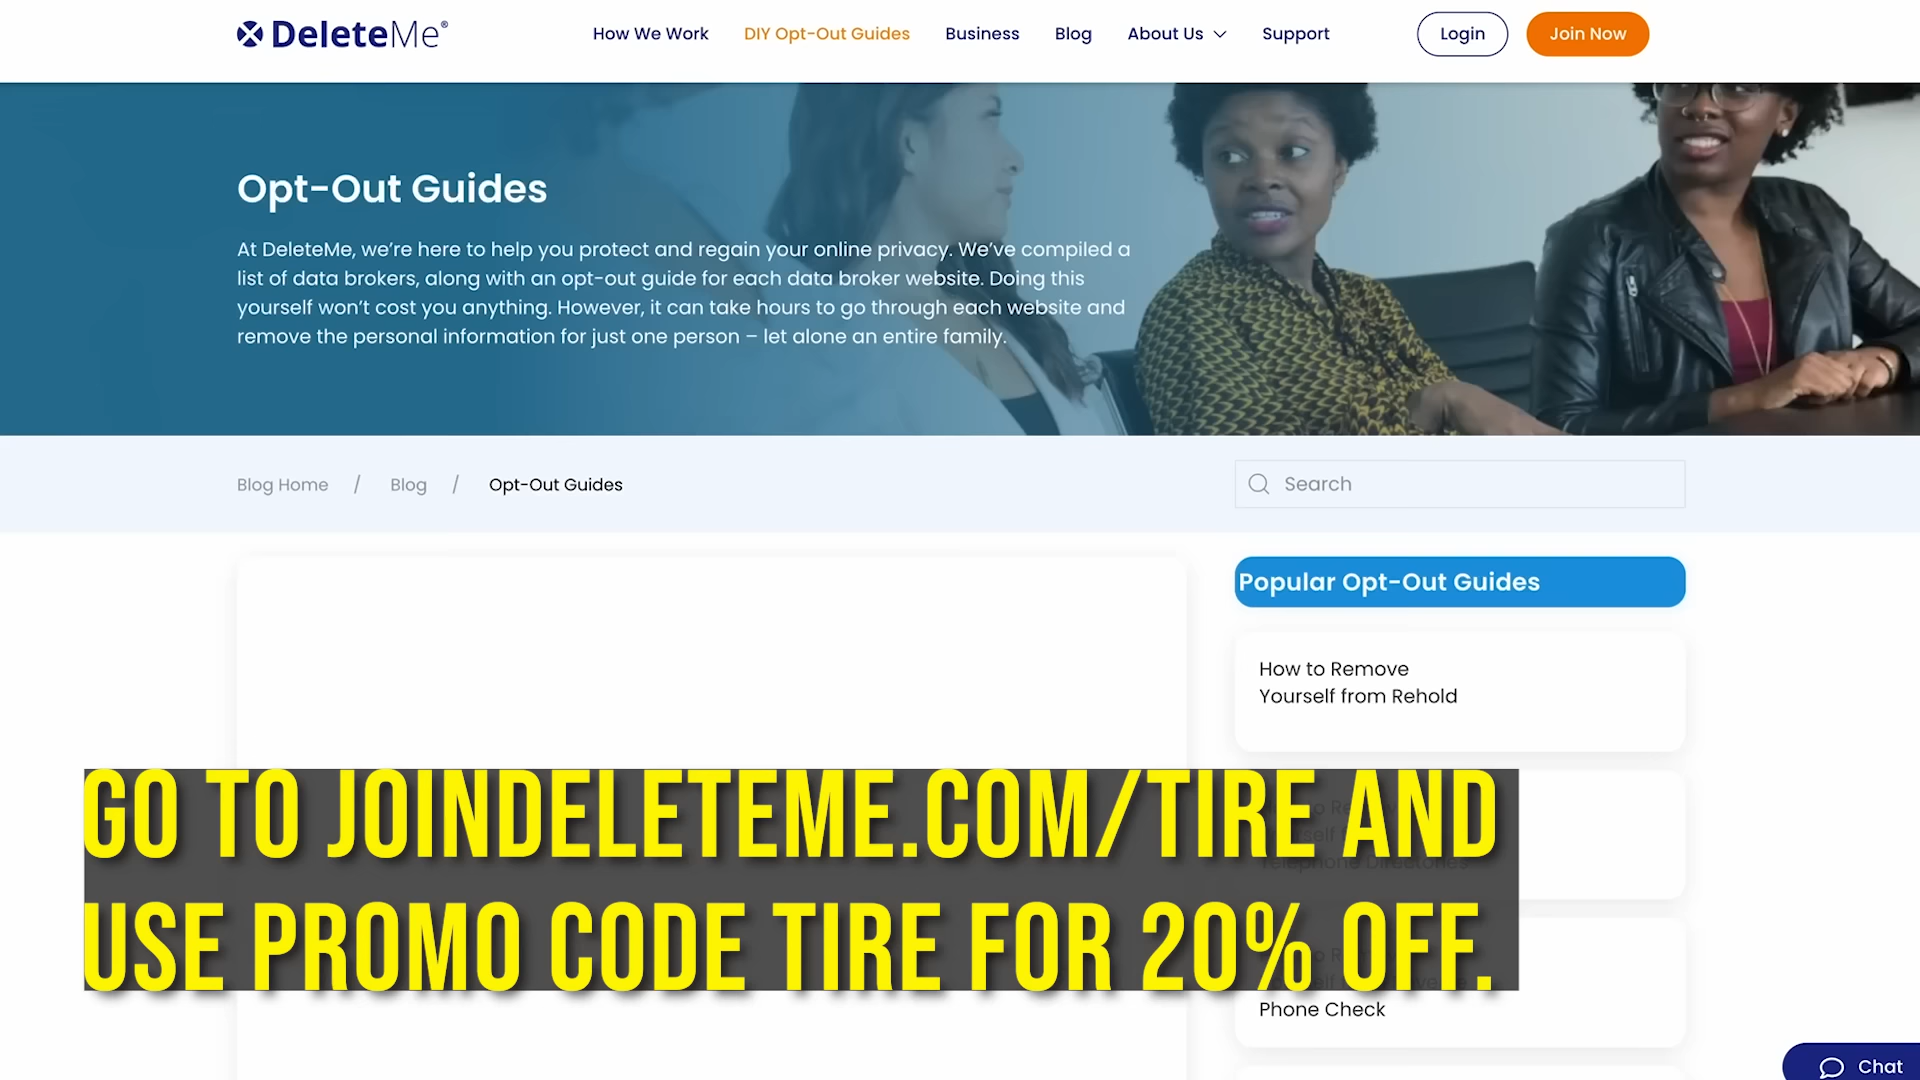 DeleteMe®
How We Work
DIY Opt-Out Guides
Business
Blog
About Us
Support
Login
Join Now
Opt-Out Guides
At DeleteMe, we’re here to help you protect and regain your online privacy. We’ve compiled a
list of data brokers, along with an opt-out guide for each data broker website. Doing this
yourself won’t cost you anything. However, it can take hours to go through each website and
remove the personal information for just one person – let alone an entire family.
Blog Home / Blog / Opt-Out Guides
Search
Popular Opt-Out Guides
How to Remove
Yourself from Rehold
Telephone Directories
Phone Check
GO TO JOINDELETEME.COM/TIRE AND
USE PROMO CODE TIRE FOR 20% OFF.
Chat